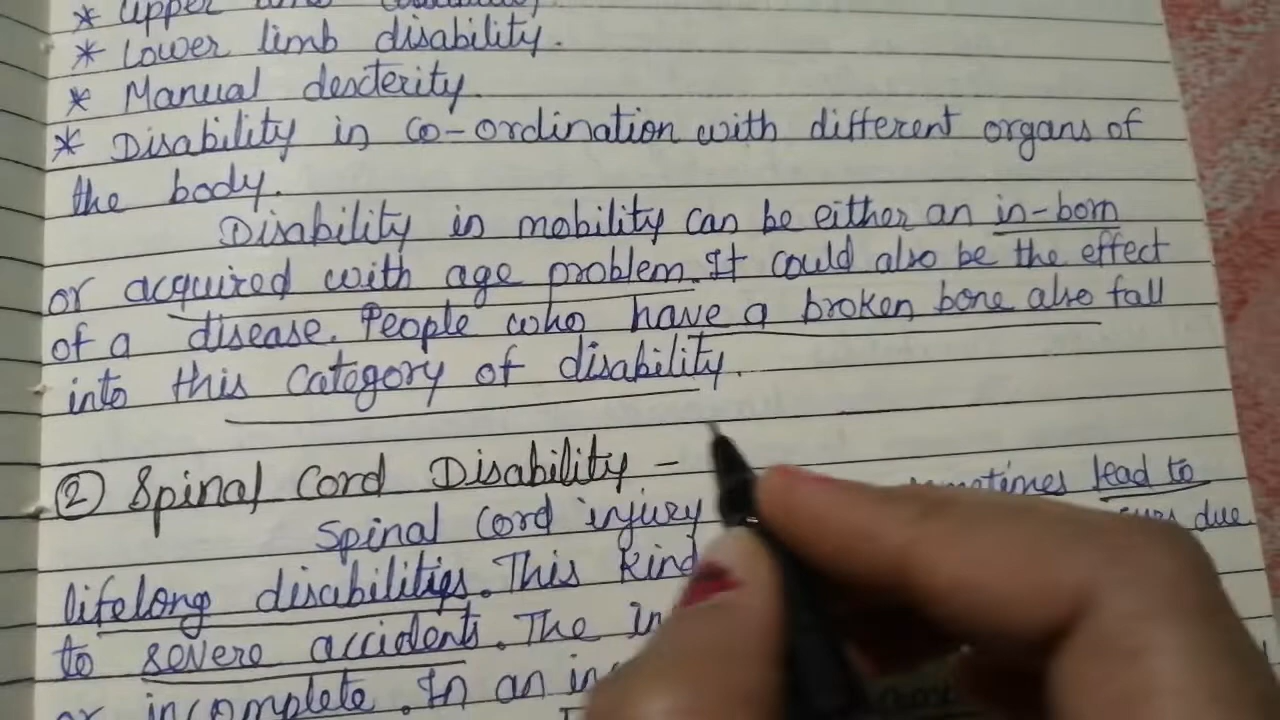 * Upper
* Lower limb disability.
* Manual dexterity.
* Disability in Co-ordination with different organs of
the body.
Disability in mobility can be either an in-born
or acquired with age problem. It could also be the effect
of a disease. People who have a broken bone also fall
into this category of disability.
② Spinal Cord Disability -
Spinal Cord injury lead to
lifelong disabilities. This kind due
to severe accidents. The
or incomplete. In an